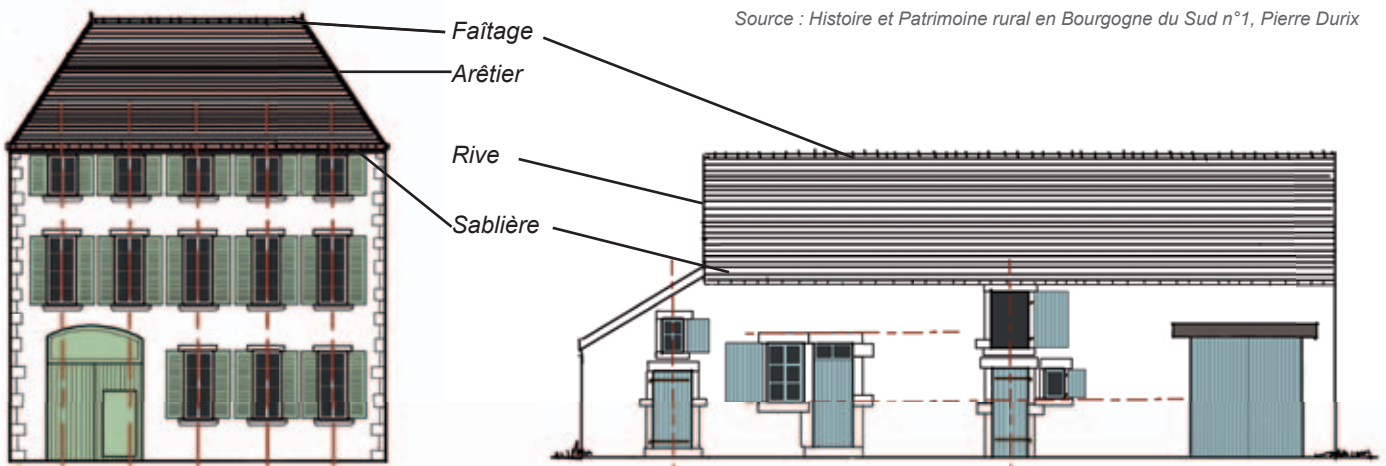 Source : Histoire et Patrimoine rural en Bourgogne du Sud n°1, Pierre Durix
Faîtage
Arêtier
Rive
Sablière